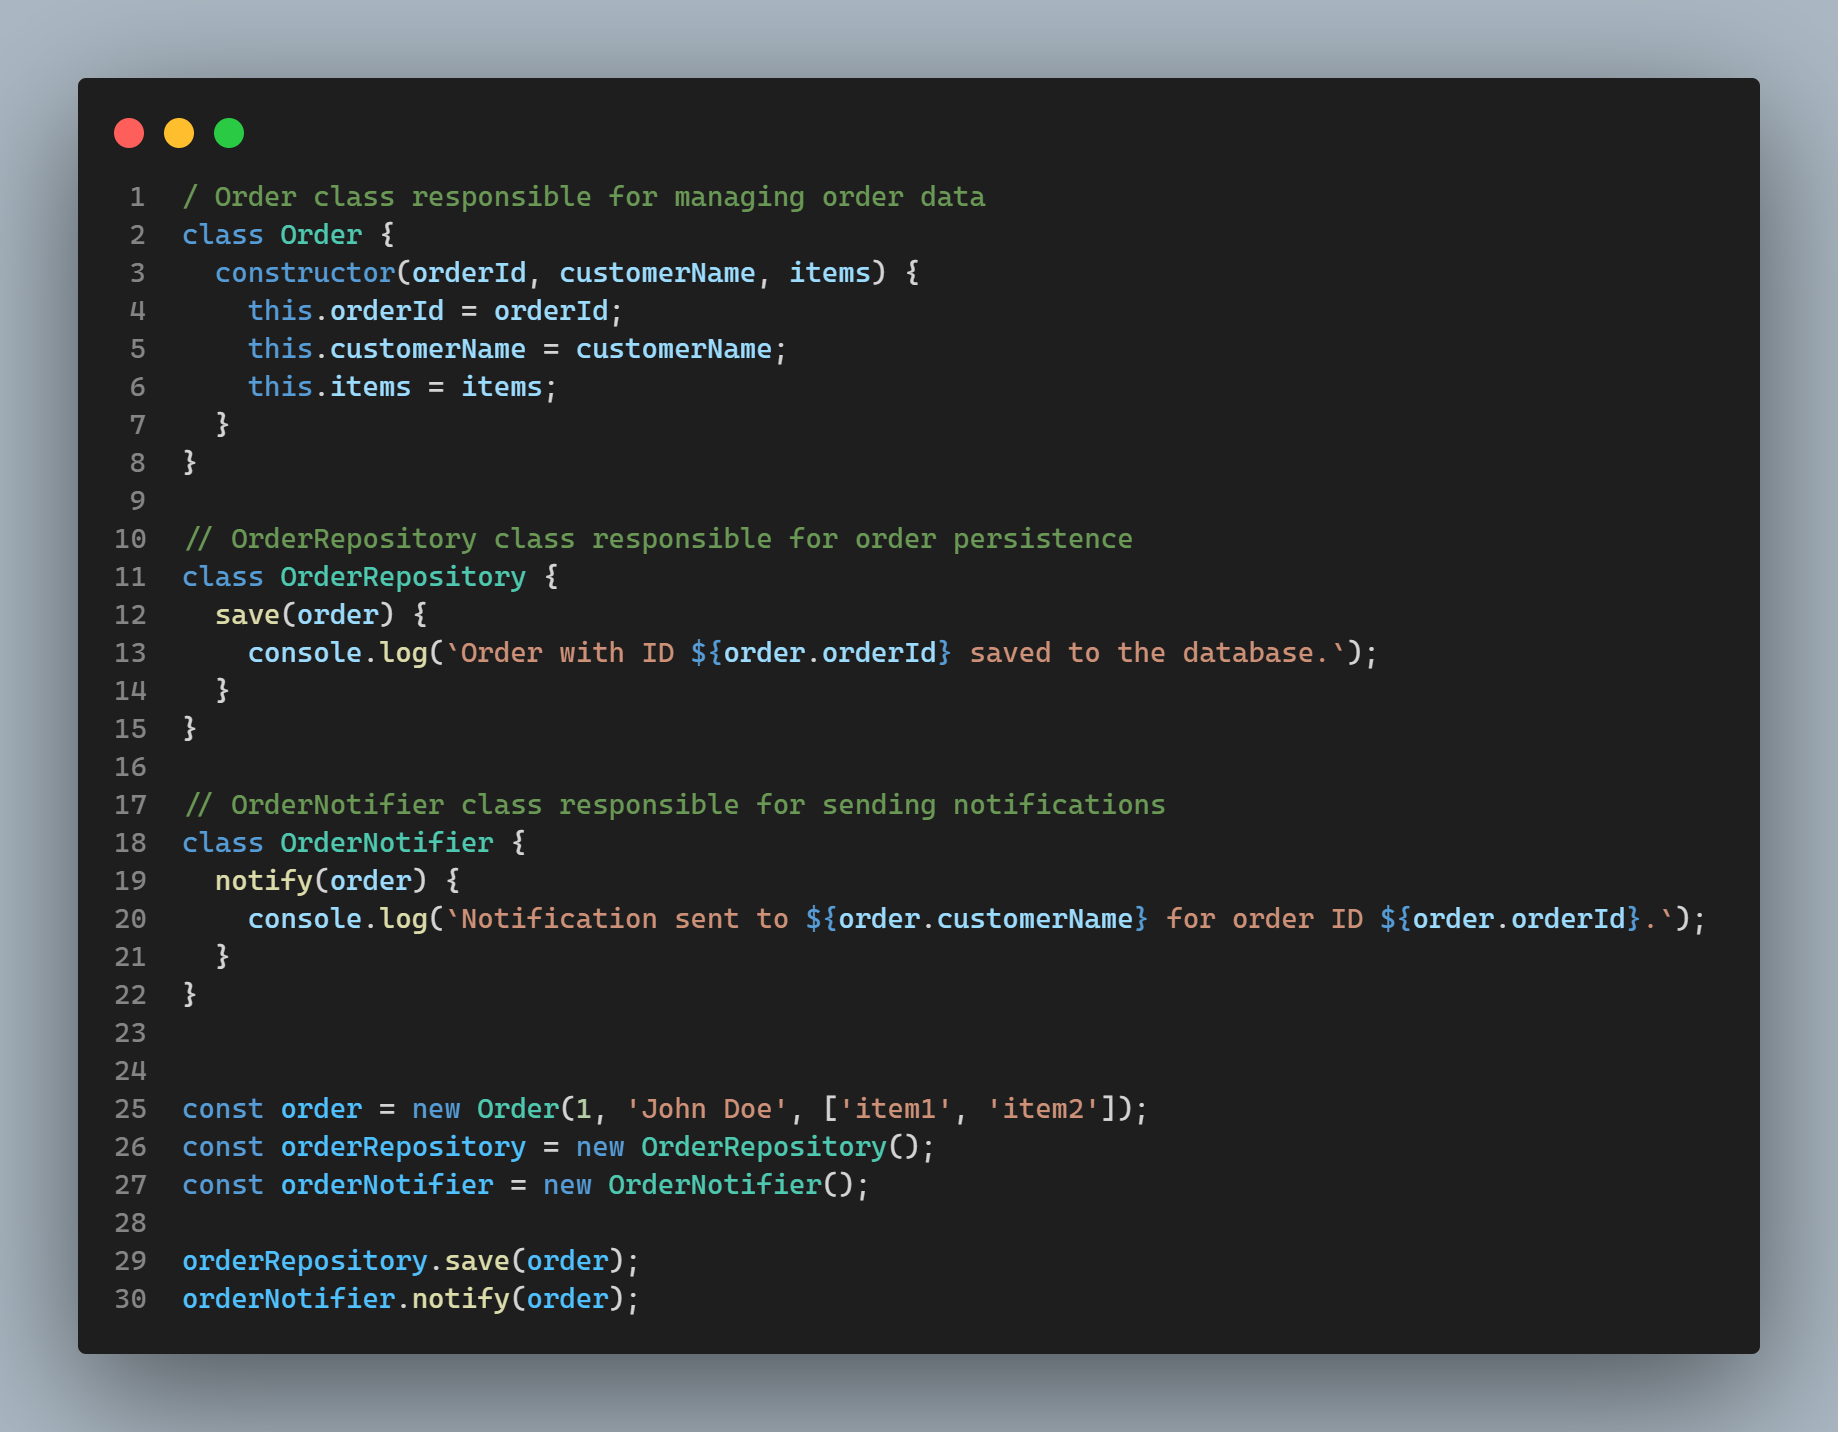 1 / Order class responsible for managing order data
2 class Order {
3   constructor(orderId, customerName, items) {
4     this.orderId = orderId;
5     this.customerName = customerName;
6     this.items = items;
7   }
8 }
9
10 // OrderRepository class responsible for order persistence
11 class OrderRepository {
12   save(order) {
13     console.log(`Order with ID ${order.orderId} saved to the database.`);
14   }
15 }
16
17 // OrderNotifier class responsible for sending notifications
18 class OrderNotifier {
19   notify(order) {
20     console.log(`Notification sent to ${order.customerName} for order ID ${order.orderId}.`);
21   }
22 }
23
24
25 const order = new Order(1, 'John Doe', ['item1', 'item2']);
26 const orderRepository = new OrderRepository();
27 const orderNotifier = new OrderNotifier();
28
29 orderRepository.save(order);
30 orderNotifier.notify(order);